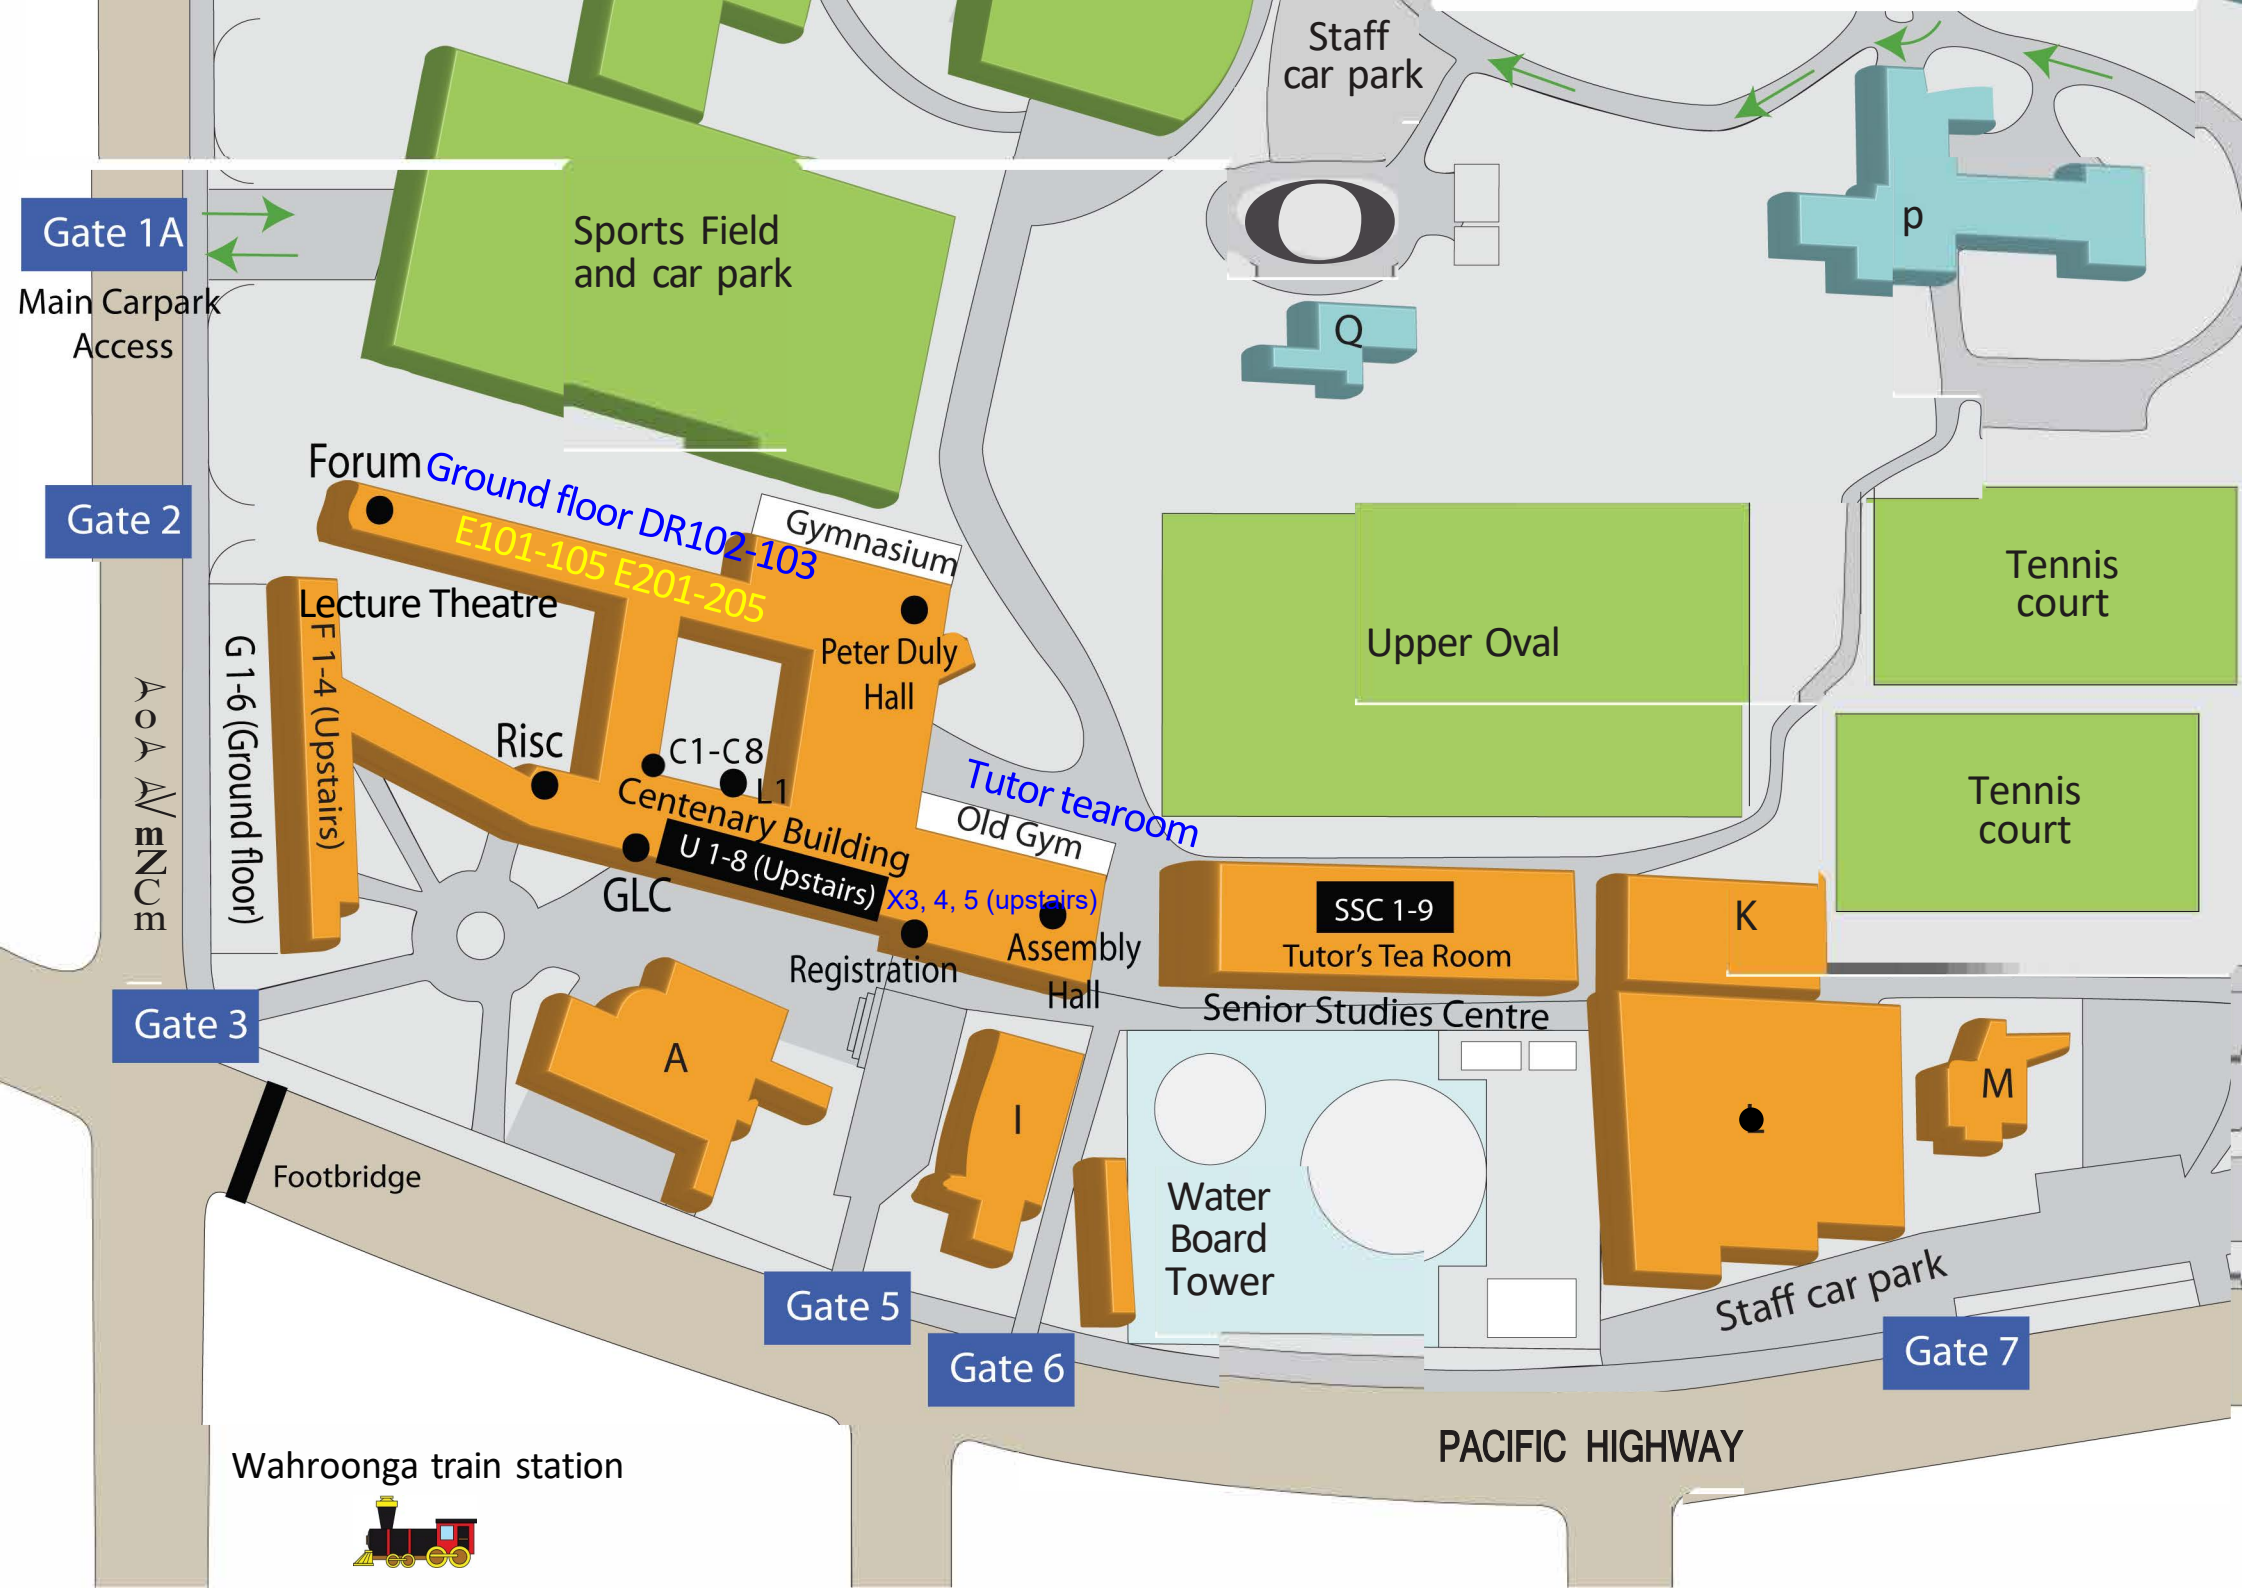 Staff
car park
Gate 1A
Main Carpark
Access
Sports Field
and car park
p
Q
Forum
Ground floor DR102-103
E101-105 E201-205
Gymnasium
Gate 2
Lecture Theatre
G 1-6 (Ground floor)
F 1-4 (Upstairs)
Peter Duly
Hall
Upper Oval
Tennis
court
Tennis
court
Risc
C1-C8
L1
Centenary Building
U 1-8 (Upstairs)
GLC
Tutor tearoom
Old Gym
X3, 4, 5 (upstairs)
Assembly
Hall
Registration
SSC 1-9
Tutor's Tea Room
Senior Studies Centre
K
Gate 3
A
I
L
M
Footbridge
Water
Board
Tower
Staff car park
Gate 5
Gate 6
Gate 7
PACIFIC HIGHWAY
Wahroonga train station